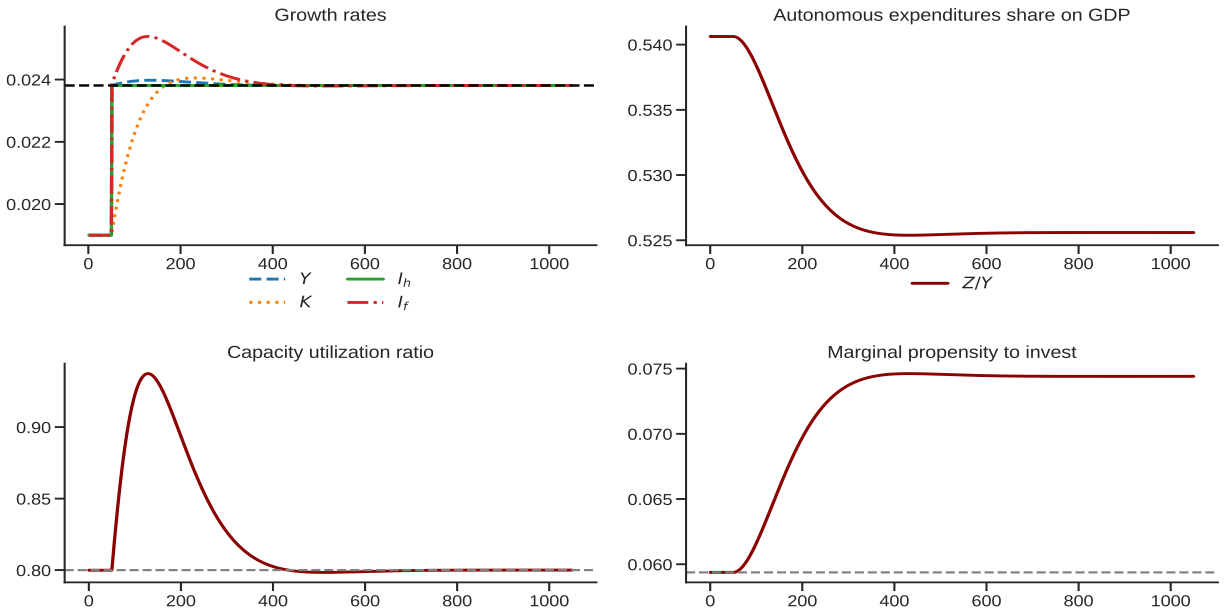 Growth rates
0.024
0.022
0.020
0 200 400 600 800 1000
Y I_h
K I_f
Autonomous expenditures share on GDP
0.540
0.535
0.530
0.525
0 200 400 600 800 1000
Z/Y
Capacity utilization ratio
0.90
0.85
0.80
0 200 400 600 800 1000
Marginal propensity to invest
0.075
0.070
0.065
0.060
0 200 400 600 800 1000